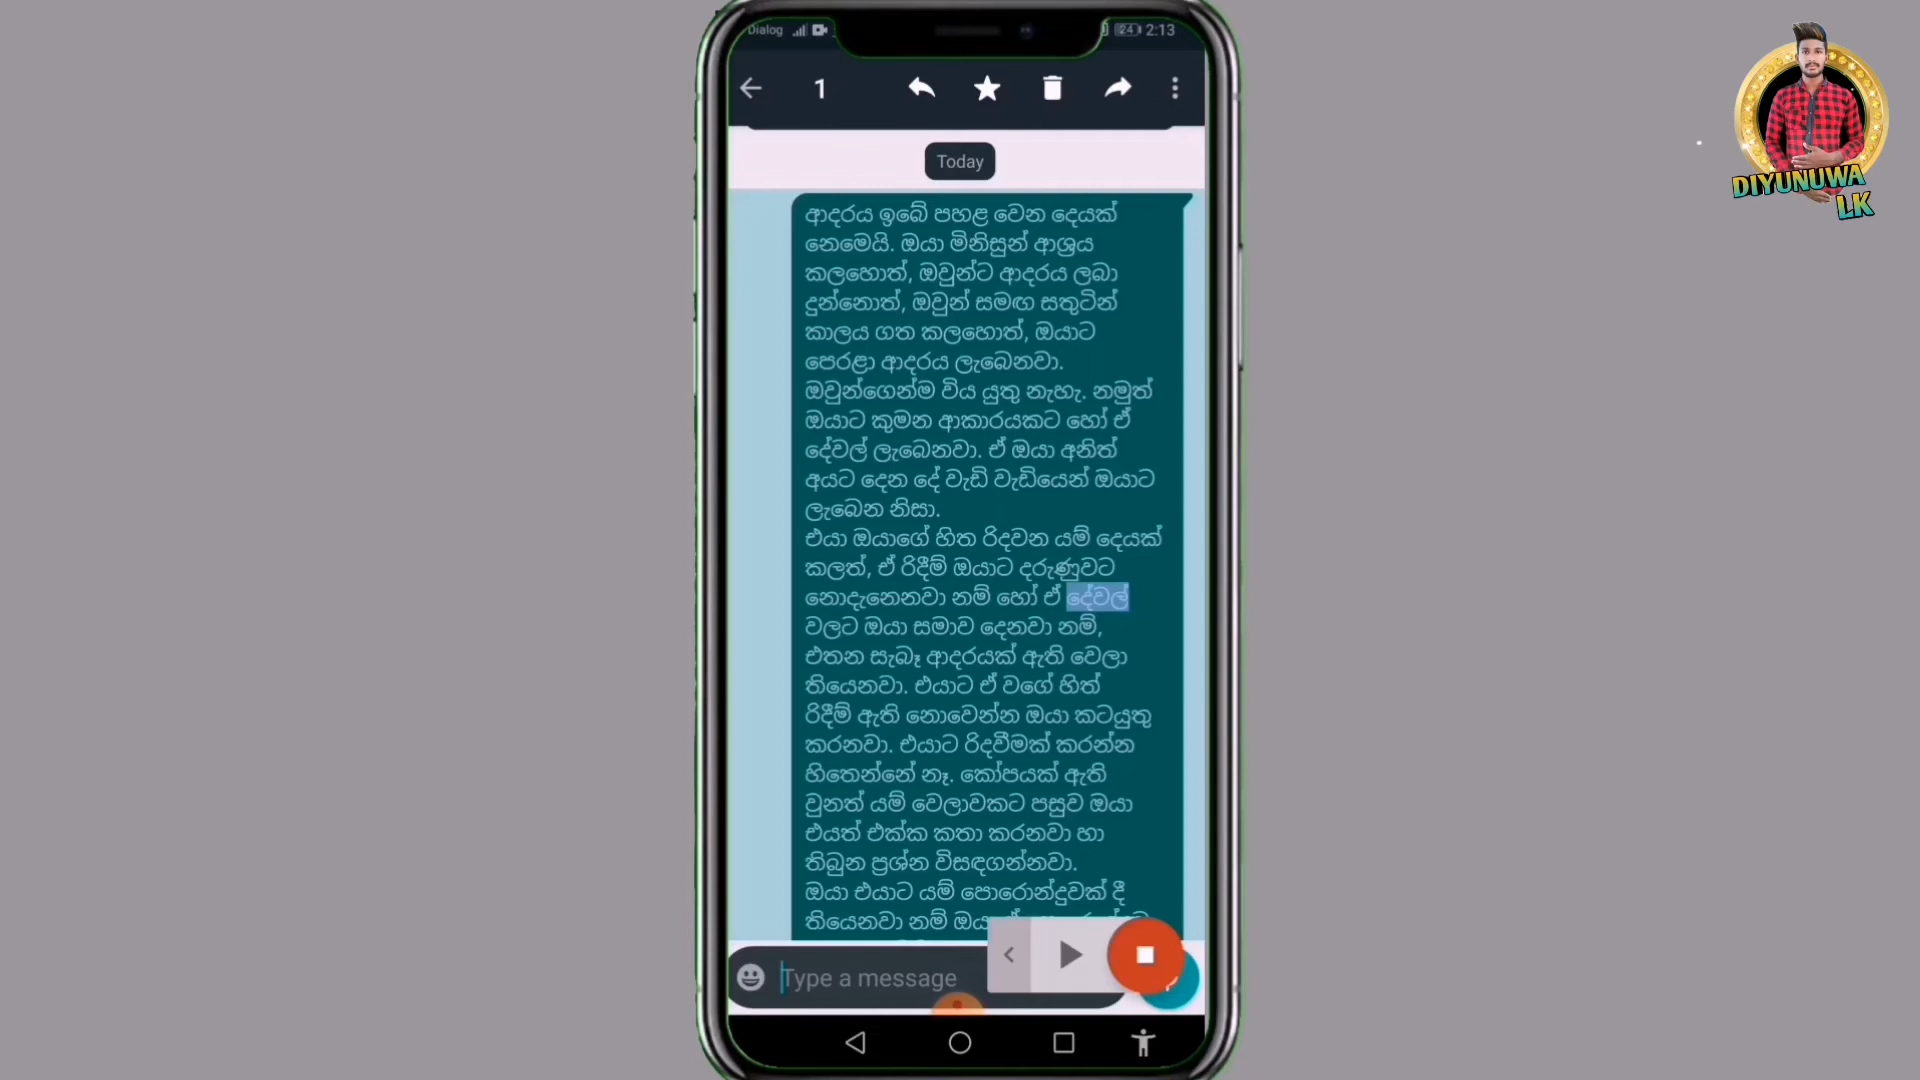 Dialog 24 2:13
1
Today
ආදරය ඉබේ පහළ වෙන දෙයක්
නෙමෙයි. ඔයා මිනිසුන් ආශ්‍රය
කලහොත්, ඔවුන්ට ආදරය ලබා
දුන්නොත්, ඔවුන් සමඟ සතුටින්
කාලය ගත කලහොත්, ඔයාට
පෙරළා ආදරය ලැබෙනවා.
ඔවුන්ගෙන්ම විය යුතු නැහැ. නමුත්
ඔයාට කුමන ආකාරයකට හෝ ඒ
දේවල් ලැබෙනවා. ඒ ඔයා අනිත්
අයට දෙන දේ වැඩි වැඩියෙන් ඔයාට
ලැබෙන නිසා.
එයා ඔයාගේ හිත රිදවන යම් දෙයක්
කලත්, ඒ රිදීම් ඔයාට දරුණුවට
නොදැනෙනවා නම් හෝ ඒ දේවල්
වලට ඔයා සමාව දෙනවා නම්,
එතන සැබෑ ආදරයක් ඇති වෙලා
තියෙනවා. එයාට ඒ වගේ හිත්
රිදීම් ඇති නොවෙන්න ඔයා කටයුතු
කරනවා. එයාට රිදවීමක් කරන්න
හිතෙන්නේ නෑ. කෝපයක් ඇති
වුනත් යම් වෙලාවකට පසුව ඔයා
එයත් එක්ක කතා කරනවා හා
තිබුන ප්‍රශ්න විසඳගන්නවා.
ඔයා එයාට යම් පොරොන්දුවක් දී
තියෙනවා නම්
Type a message
DIYUNUWA
LK